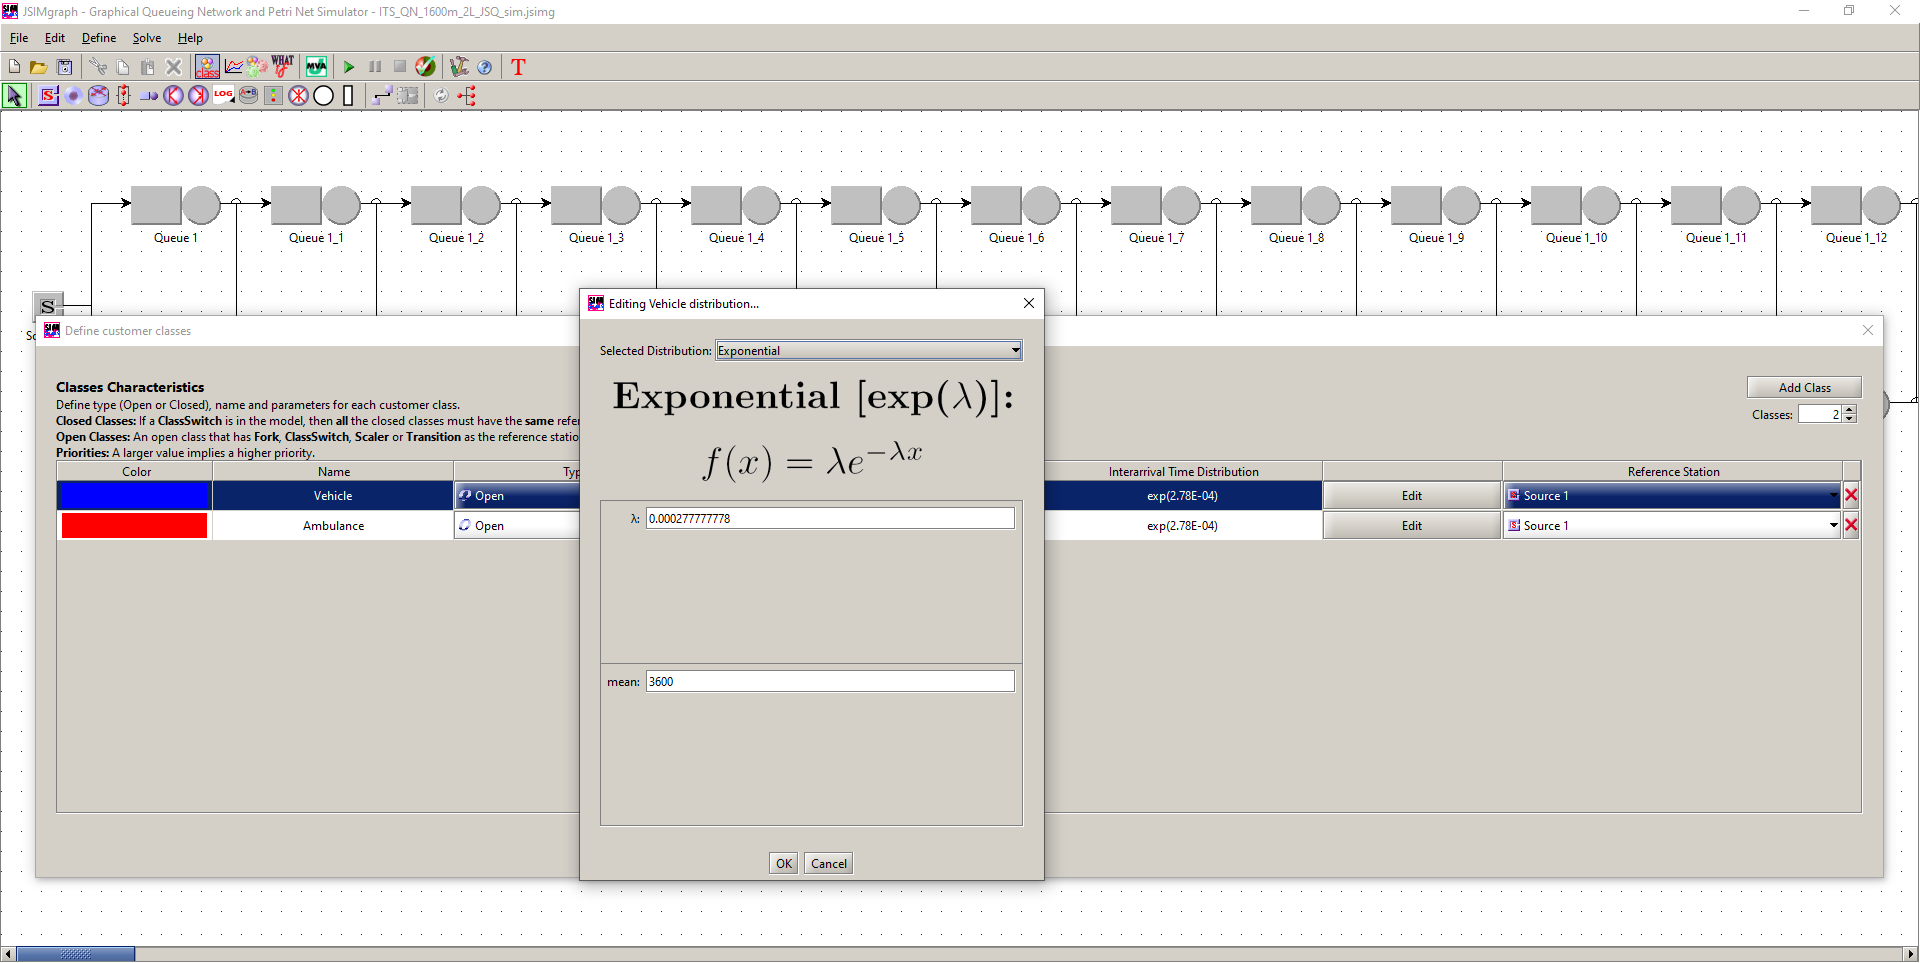 JSIMgraph - Graphical Queueing Network and Petri Net Simulator - ITS_QN_1600m_2L_JSQ_sim.jsimg
File Edit Define Solve Help
class WHAT if? MVA T
S LOG A→B
Queue 1 Queue 1_1 Queue 1_2 Queue 1_3 Queue 1_4 Queue 1_5 Queue 1_6 Queue 1_7 Queue 1_8 Queue 1_9 Queue 1_10 Queue 1_11 Queue 1_12
S
Editing Vehicle distribution...
Define customer classes
Selected Distribution: Exponential
Exponential [exp(λ)]:
f(x) = λe^{−λx}
λ: 0.000277777778
mean: 3600
OK Cancel
Classes Characteristics
Define type (Open or Closed), name and parameters for each customer class.
Closed Classes: If a ClassSwitch is in the model, then all the closed classes must have the same refe
Open Classes: An open class that has Fork, ClassSwitch, Scaler or Transition as the reference statio
Priorities: A larger value implies a higher priority.
Add Class
Classes: 2
Color Name Typ Interarrival Time Distribution Reference Station
Vehicle Open exp(2.78E-04) Edit Source 1
Ambulance Open exp(2.78E-04) Edit Source 1